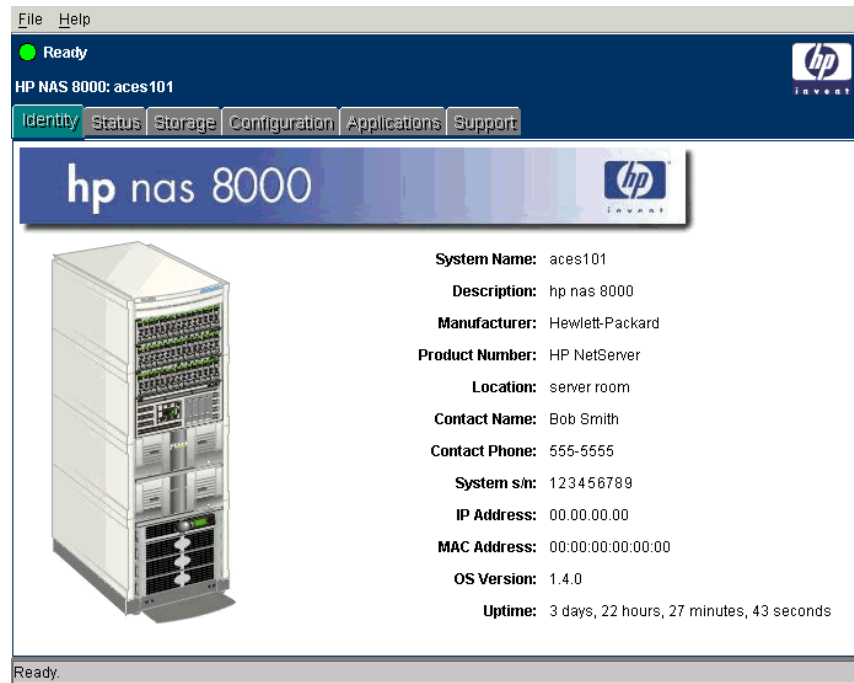 File Help
Ready
HP NAS 8000: aces101
hp
invent
Identity Status Storage Configuration Applications Support
hp nas 8000
hp
invent
System Name: aces101
Description: hp nas 8000
Manufacturer: Hewlett-Packard
Product Number: HP NetServer
Location: server room
Contact Name: Bob Smith
Contact Phone: 555-5555
System s/n: 123456789
IP Address: 00.00.00.00
MAC Address: 00:00:00:00:00:00
OS Version: 1.4.0
Uptime: 3 days, 22 hours, 27 minutes, 43 seconds
Ready.